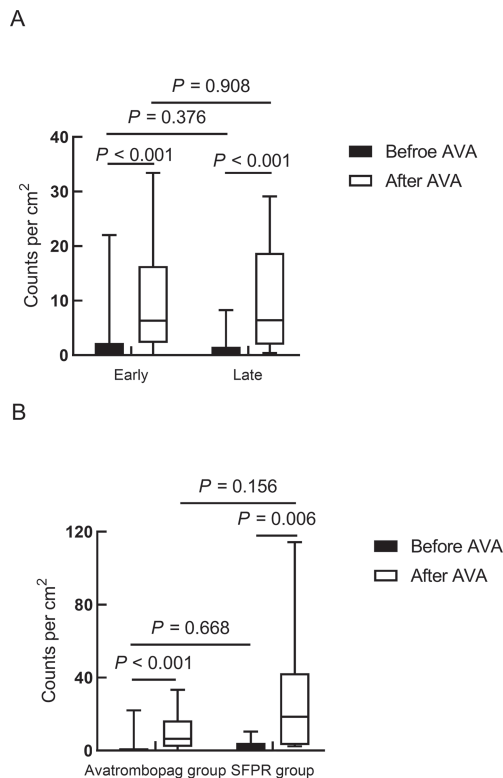 A
P = 0.908
P = 0.376
P < 0.001
P < 0.001
Befroe AVA
After AVA
Counts per cm2
40
30
20
10
0
Early
Late
B
P = 0.156
P = 0.006
P = 0.668
P < 0.001
Before AVA
After AVA
Counts per cm2
120
80
40
0
Avatrombopag group
SFPR group